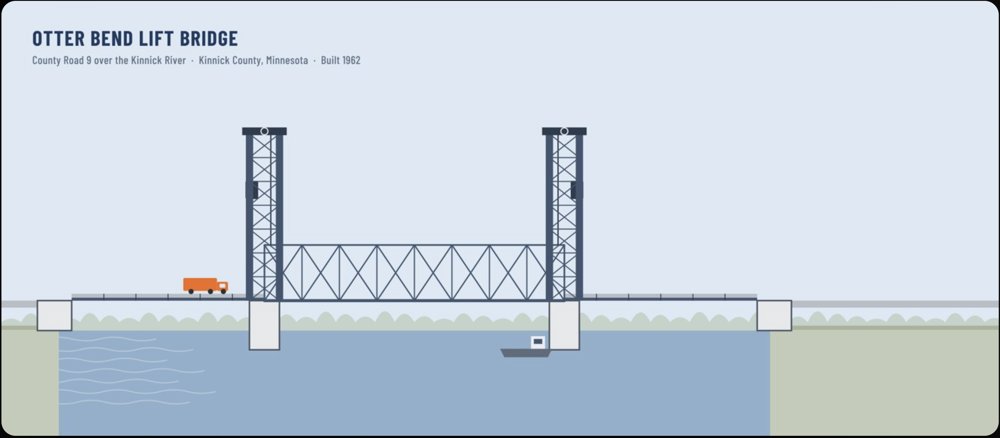 OTTER BEND LIFT BRIDGE
County Road 9 over the Kinnick River · Kinnick County, Minnesota · Built 1962